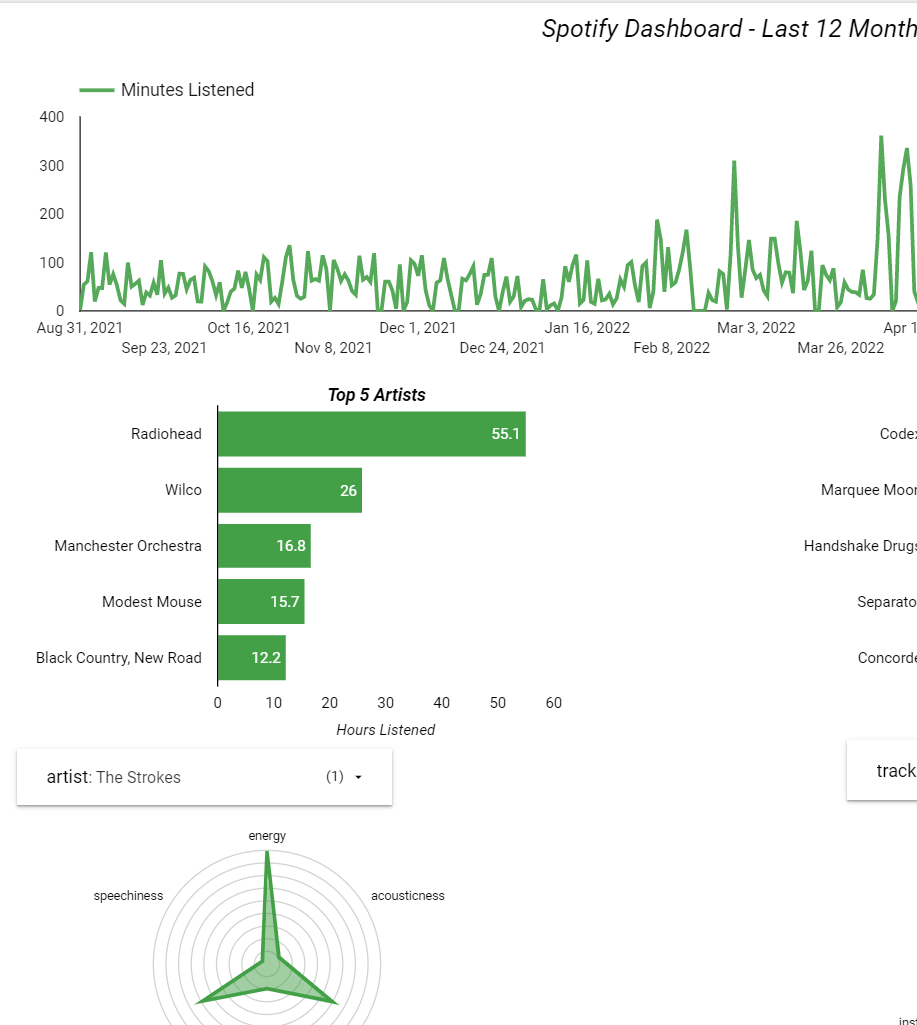 Spotify Dashboard - Last 12 Month
Minutes Listened
400
300
200
100
0
Aug 31, 2021
Sep 23, 2021
Oct 16, 2021
Nov 8, 2021
Dec 1, 2021
Dec 24, 2021
Jan 16, 2022
Feb 8, 2022
Mar 3, 2022
Mar 26, 2022
Apr 1
Top 5 Artists
Radiohead 55.1
Wilco 26
Manchester Orchestra 16.8
Modest Mouse 15.7
Black Country, New Road 12.2
0 10 20 30 40 50 60
Hours Listened
Codex
Marquee Moon
Handshake Drugs
Separato
Concorde
artist: The Strokes (1)
track
energy
speechiness
acousticness
inst